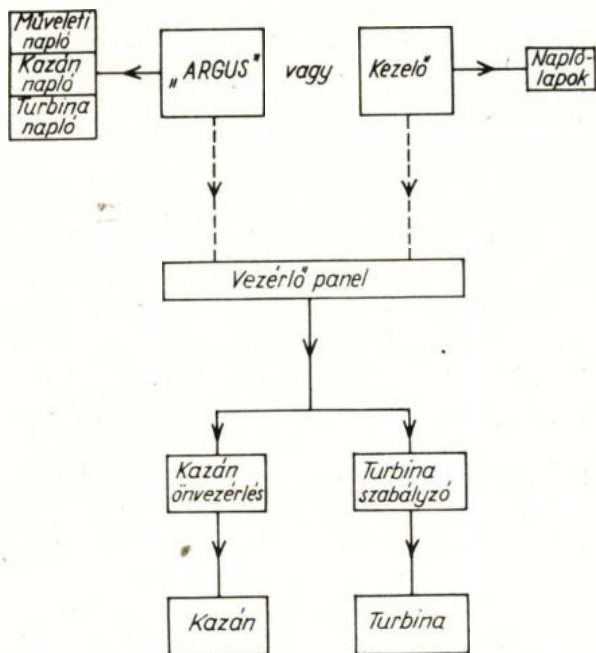 Műveleti
napló
Kazán
napló
Turbina
napló
„ARGUS"
vagy
Kezelő
Napló-
lapok
Vezérlő panel
Kazán
önvezérlés
Turbina
szabályzó
Kazán
Turbina